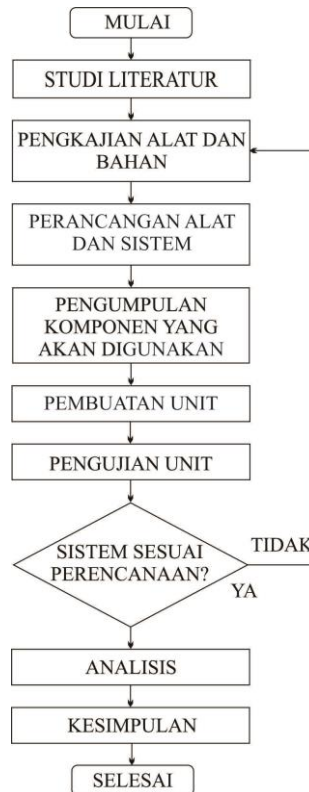 MULAI
STUDI LITERATUR
PENGKAJIAN ALAT DAN
BAHAN
PERANCANGAN ALAT
DAN SISTEM
PENGUMPULAN
KOMPONEN YANG
AKAN DIGUNAKAN
PEMBUATAN UNIT
PENGUJIAN UNIT
SISTEM SESUAI
PERENCANAAN?
TIDAK
YA
ANALISIS
KESIMPULAN
SELESAI